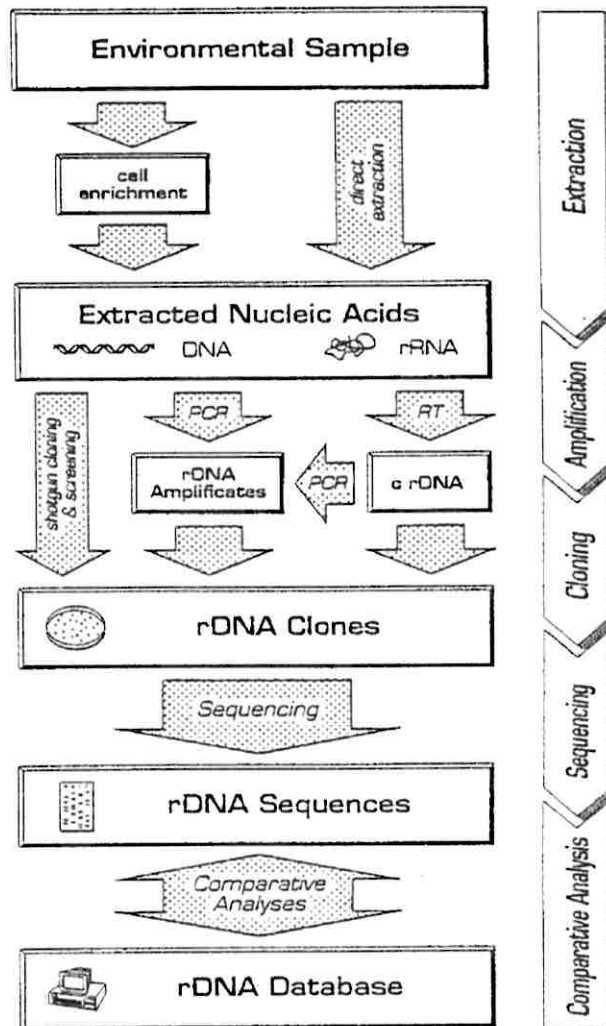 Environmental Sample
cell
enrichment
direct
extraction
Extracted Nucleic Acids
DNA
rRNA
shotgun cloning
& screening
PCR
RT
rDNA
Amplificates
PCR
c rDNA
rDNA Clones
Sequencing
rDNA Sequences
Comparative
Analyses
rDNA Database
Extraction
Amplification
Cloning
Sequencing
Comparative Analysis